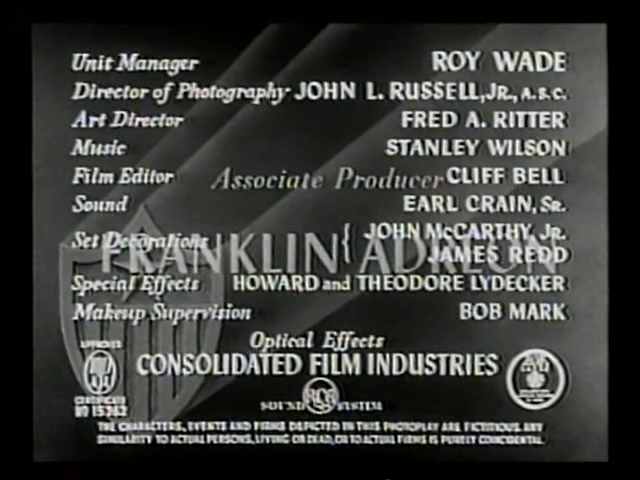 Unit Manager ROY WADE
Director of Photography JOHN L. RUSSELL, JR., A.S.C.
Art Director FRED A. RITTER
Music STANLEY WILSON
Film Editor CLIFF BELL
Associate Producer
Sound EARL CRAIN, SR.
Set Decorations { JOHN McCARTHY, JR.
JAMES REDD
FRANKLIN ADREON
Special Effects HOWARD and THEODORE LYDECKER
Makeup Supervision BOB MARK
Optical Effects
CONSOLIDATED FILM INDUSTRIES
APPROVED
CERTIFICATE
No 15262
RCA
SOUND SYSTEM
THE CHARACTERS, EVENTS AND FIRMS DEPICTED IN THIS PHOTOPLAY ARE FICTITIOUS. ANY
SIMILARITY TO ACTUAL PERSONS, LIVING OR DEAD, OR TO ACTUAL FIRMS IS PURELY COINCIDENTAL.